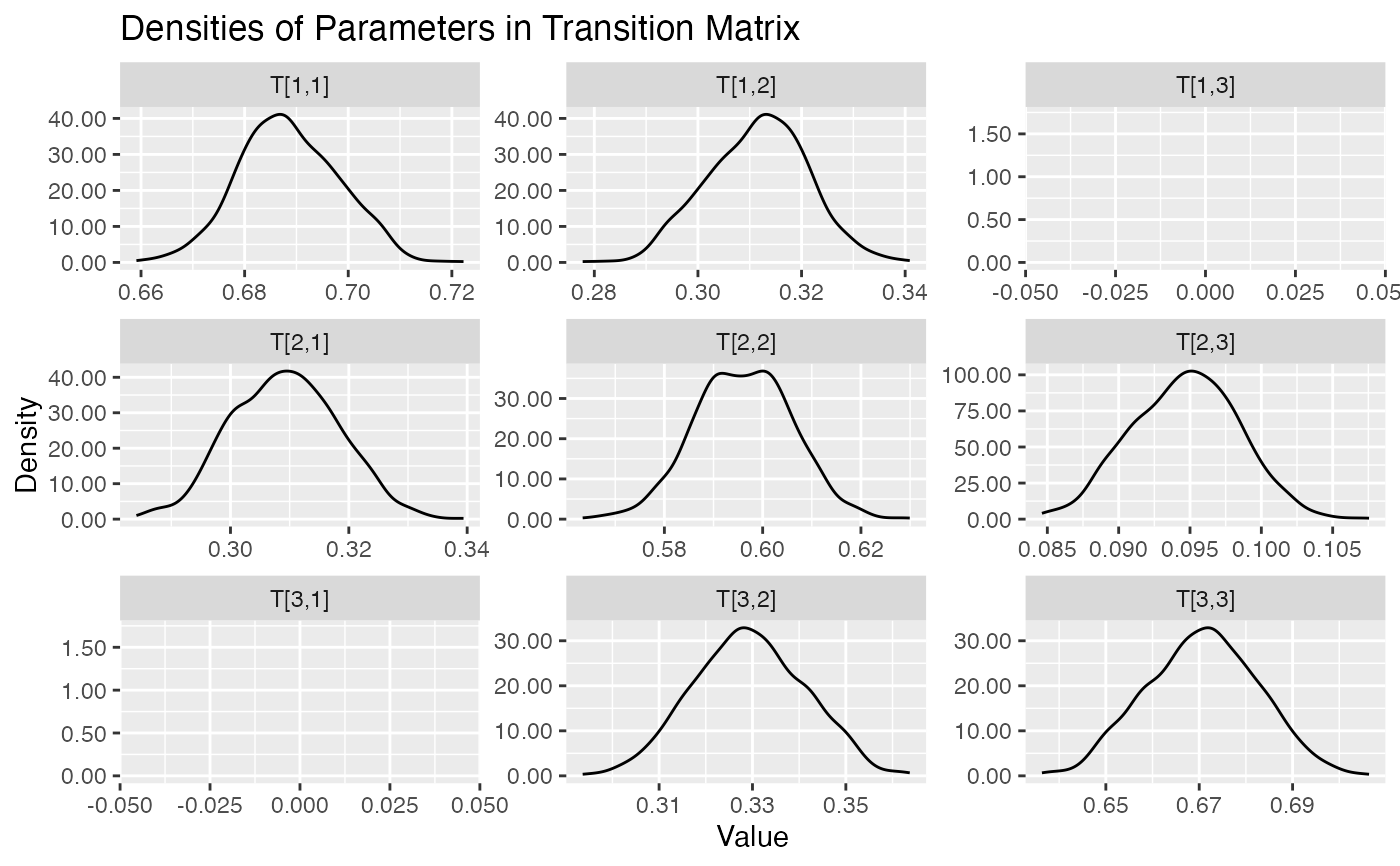 Densities of Parameters in Transition Matrix
T[1,1] T[1,2] T[1,3]
40.00 40.00 1.50
30.00 30.00 1.00
20.00 20.00 0.50
10.00 10.00 0.00
0.00 0.00
0.66 0.68 0.70 0.72 0.28 0.30 0.32 0.34 -0.050 -0.025 0.000 0.025 0.05
T[2,1] T[2,2] T[2,3]
40.00 30.00 100.00
30.00 20.00 75.00
20.00 10.00 50.00
10.00 0.00 25.00
0.00 0.00
0.30 0.32 0.34 0.58 0.60 0.62 0.085 0.090 0.095 0.100 0.105
Density
T[3,1] T[3,2] T[3,3]
1.50 30.00 30.00
1.00 20.00 20.00
0.50 10.00 10.00
0.00 0.00 0.00
-0.050 -0.025 0.000 0.025 0.050 0.31 0.33 0.35 0.65 0.67 0.69
Value